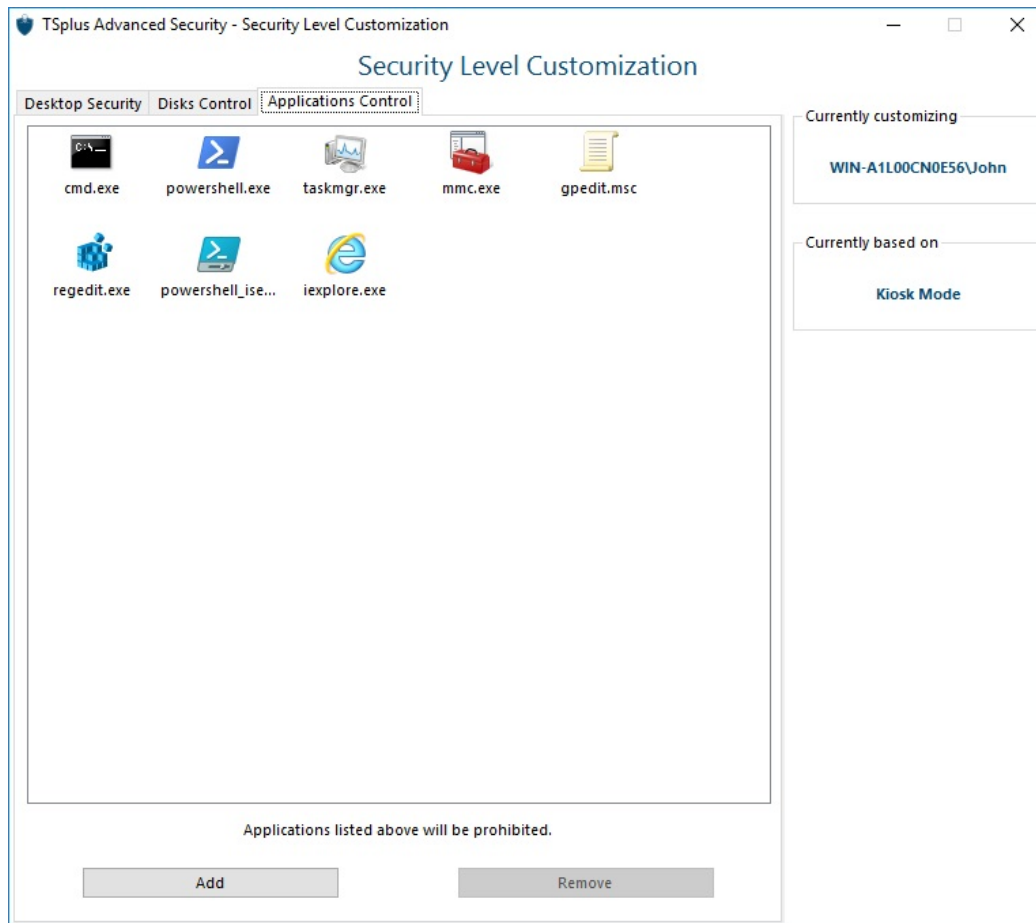 TSplus Advanced Security - Security Level Customization
Security Level Customization
Desktop Security Disks Control Applications Control
cmd.exe powershell.exe taskmgr.exe mmc.exe gpedit.msc
regedit.exe powershell_ise... iexplore.exe
Applications listed above will be prohibited.
Add Remove
Currently customizing
WIN-A1L00CN0E56\John
Currently based on
Kiosk Mode